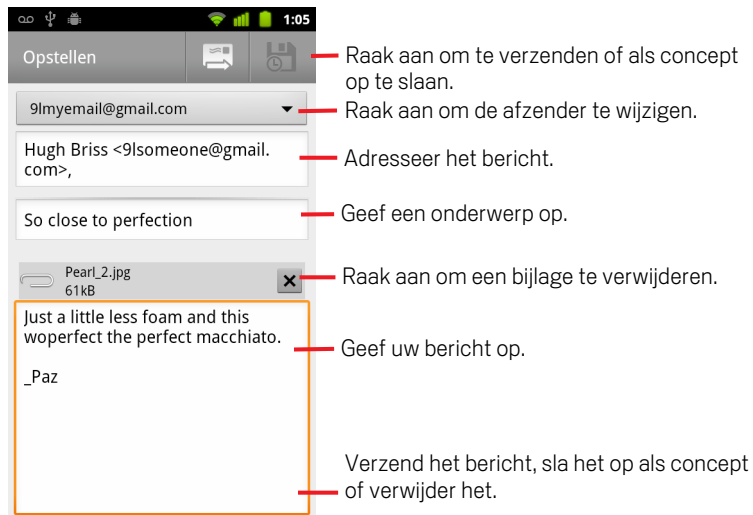 1:05
Opstellen
Raak aan om te verzenden of als concept
op te slaan.
9lmyemail@gmail.com
Raak aan om de afzender te wijzigen.
Hugh Briss <9lsomeone@gmail.
com>,
Adresseer het bericht.
So close to perfection
Geef een onderwerp op.
Pearl_2.jpg
61kB
Raak aan om een bijlage te verwijderen.
Just a little less foam and this
woperfect the perfect macchiato.
Geef uw bericht op.
_Paz
Verzend het bericht, sla het op als concept
of verwijder het.